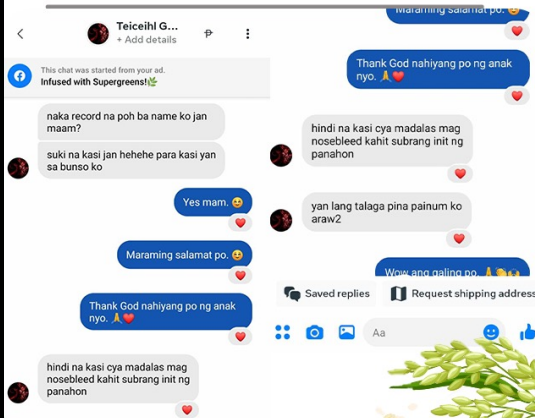 Teiceihl G...
+ Add details
This chat was started from your ad.
Infused with Supergreens!
naka record na poh ba name ko jan
maam?
suki na kasi jan hehehe para kasi yan
sa bunso ko
Yes mam. 😆
Maraming salamat po. 😆
Thank God nahiyang po ng anak
nyo. 🙏❤️
hindi na kasi cya madalas mag
nosebleed kahit subrang init ng
panahon
Maraming salamat po. 😆
Thank God nahiyang po ng anak
nyo. 🙏❤️
hindi na kasi cya madalas mag
nosebleed kahit subrang init ng
panahon
yan lang talaga pina painum ko
araw2
Wow ang galing po.
Saved replies
Request shipping address
Aa